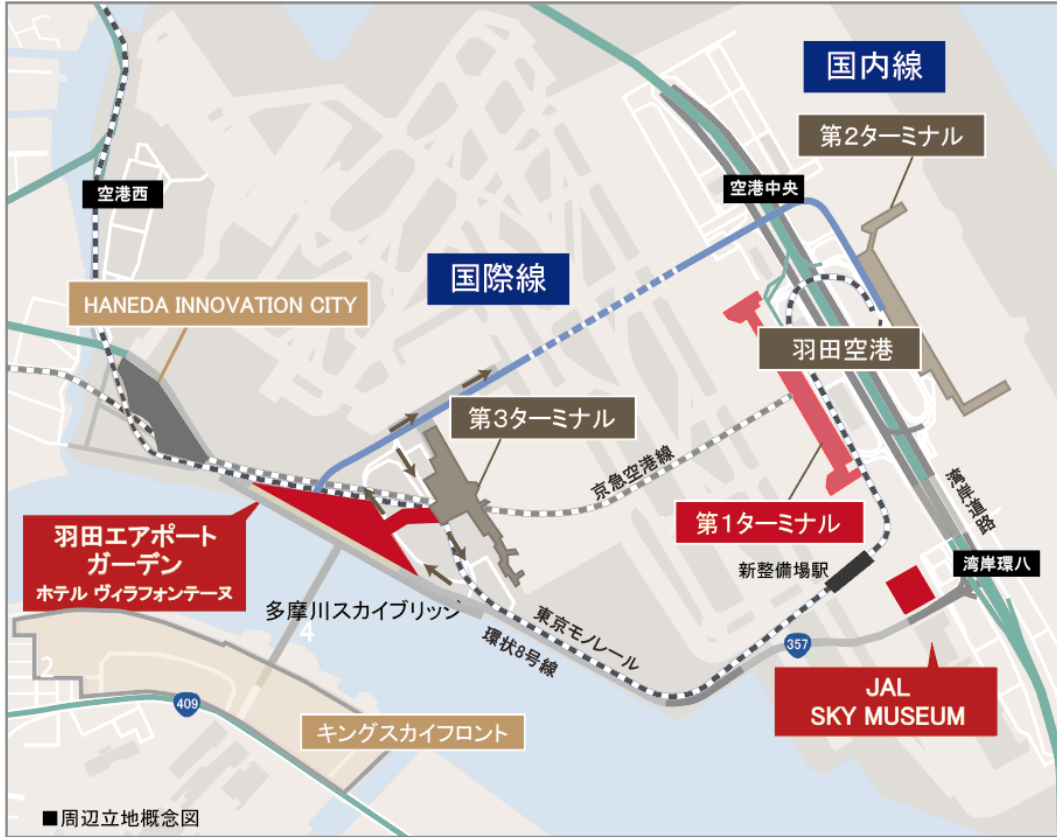 国内線
第2ターミナル
空港西
空港中央
国際線
HANEDA INNOVATION CITY
羽田空港
第3ターミナル
京急空港線
湾岸道路
第1ターミナル
羽田エアポート
ガーデン
ホテル ヴィラフォンテーヌ
新整備場駅
湾岸環八
多摩川スカイブリッジ
東京モノレール
環状8号線
4
357
2
JAL
SKY MUSEUM
409
キングスカイフロント
■周辺立地概念図